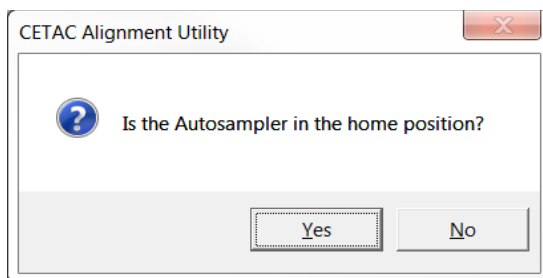 CETAC Alignment Utility
Is the Autosampler in the home position?
Yes
No